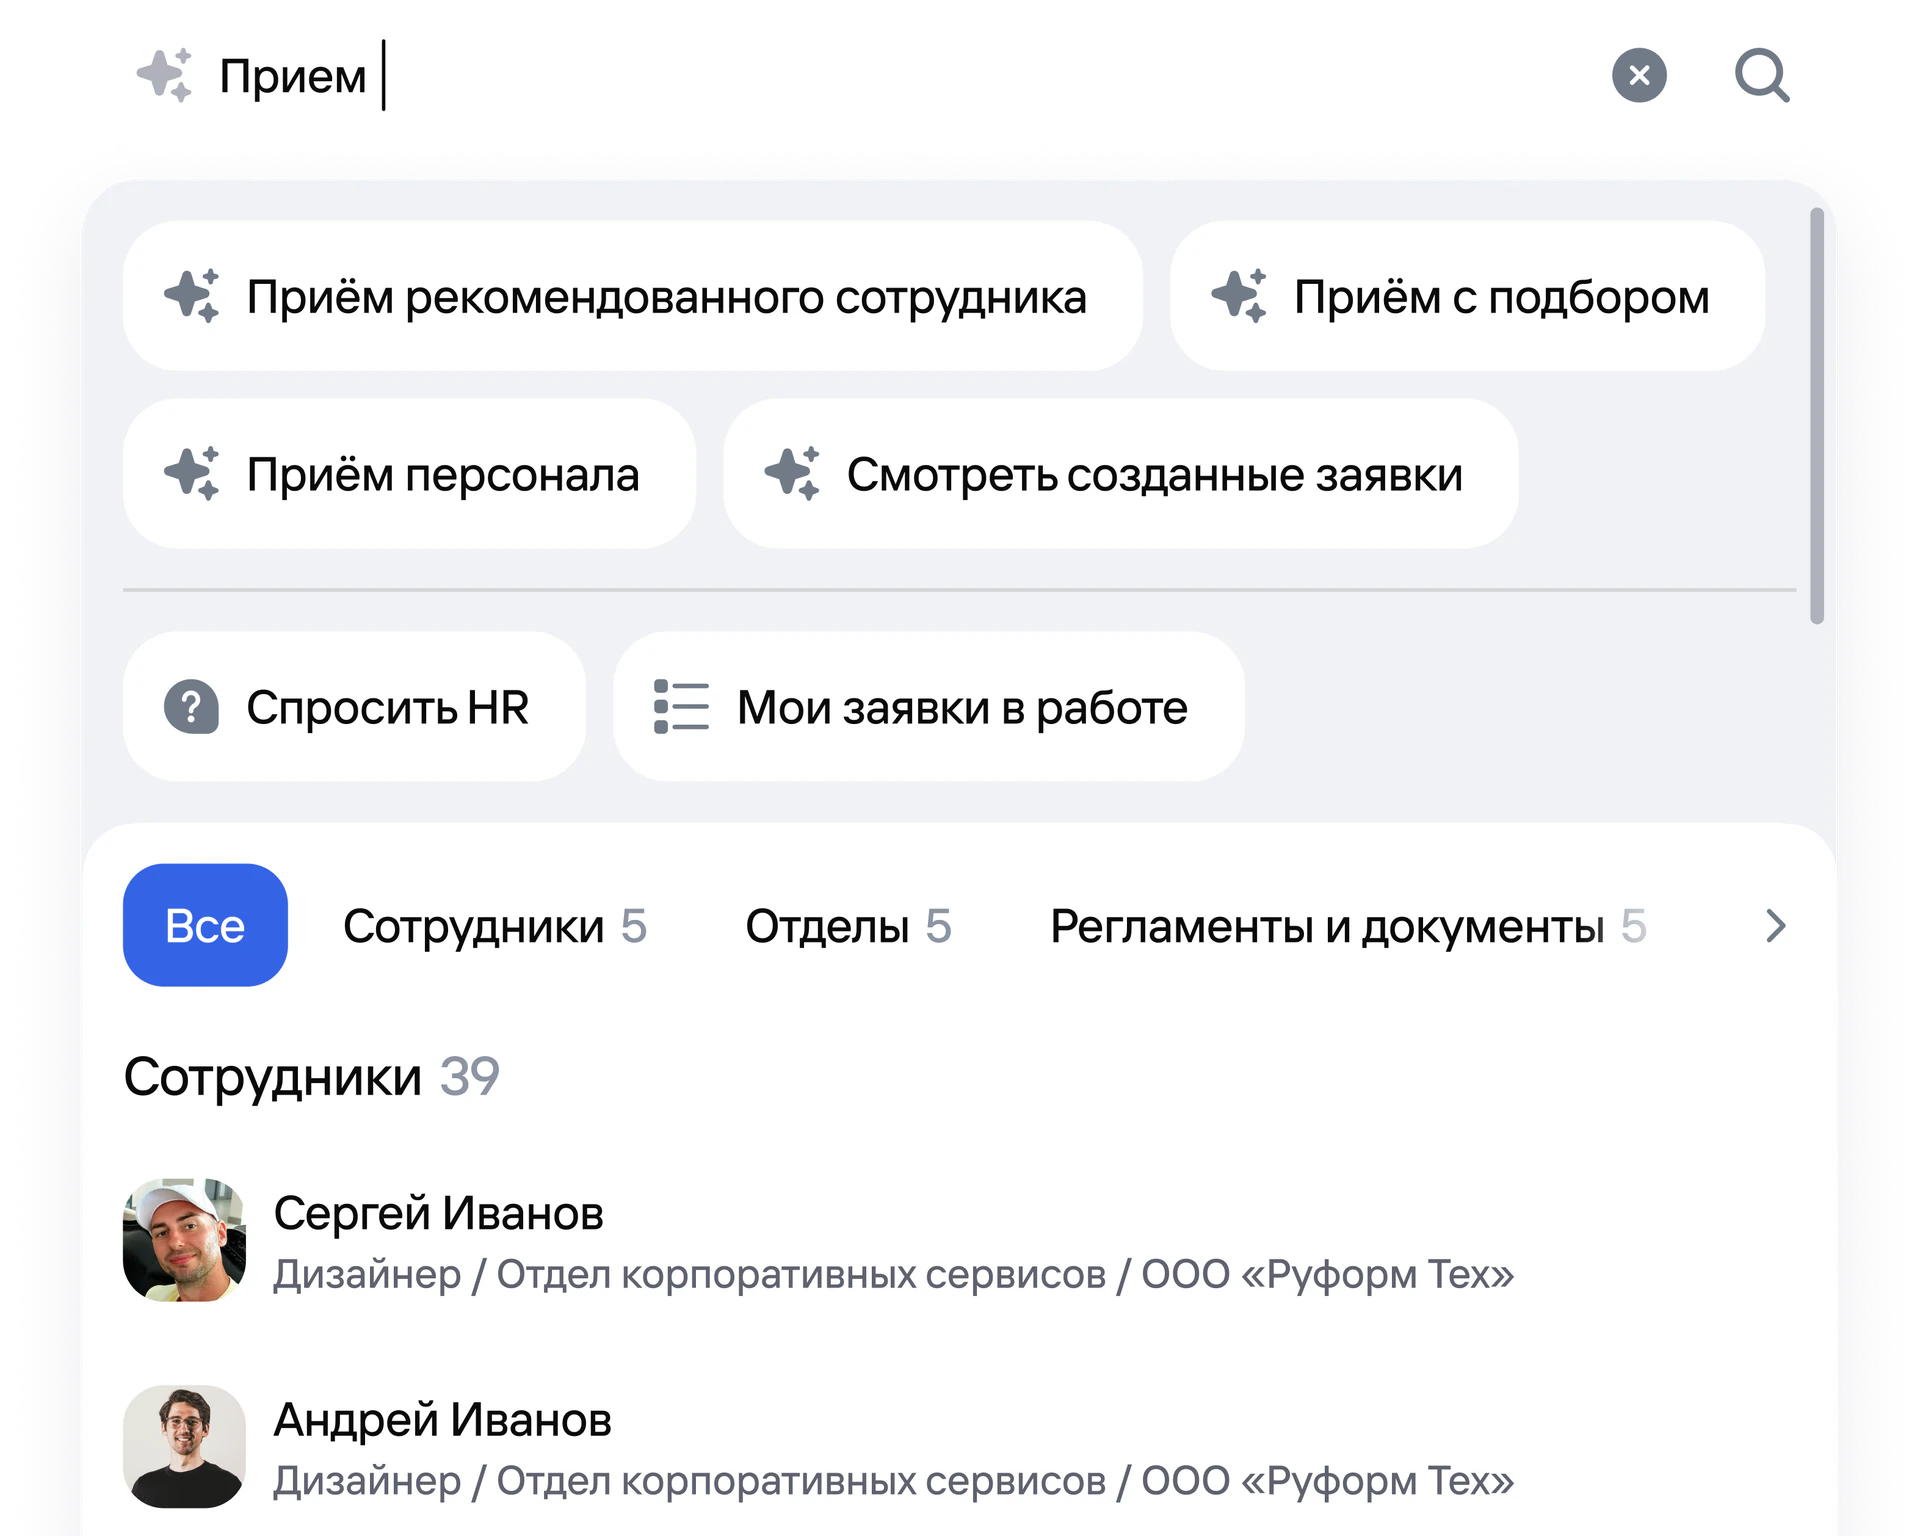 Прием
Приём рекомендованного сотрудника
Приём с подбором
Приём персонала
Смотреть созданные заявки
Спросить HR
Мои заявки в работе
Все
Сотрудники 5
Отделы 5
Регламенты и документы 5
Сотрудники 39
Сергей Иванов
Дизайнер / Отдел корпоративных сервисов / ООО «Руформ Тех»
Андрей Иванов
Дизайнер / Отдел корпоративных сервисов / ООО «Руформ Тех»